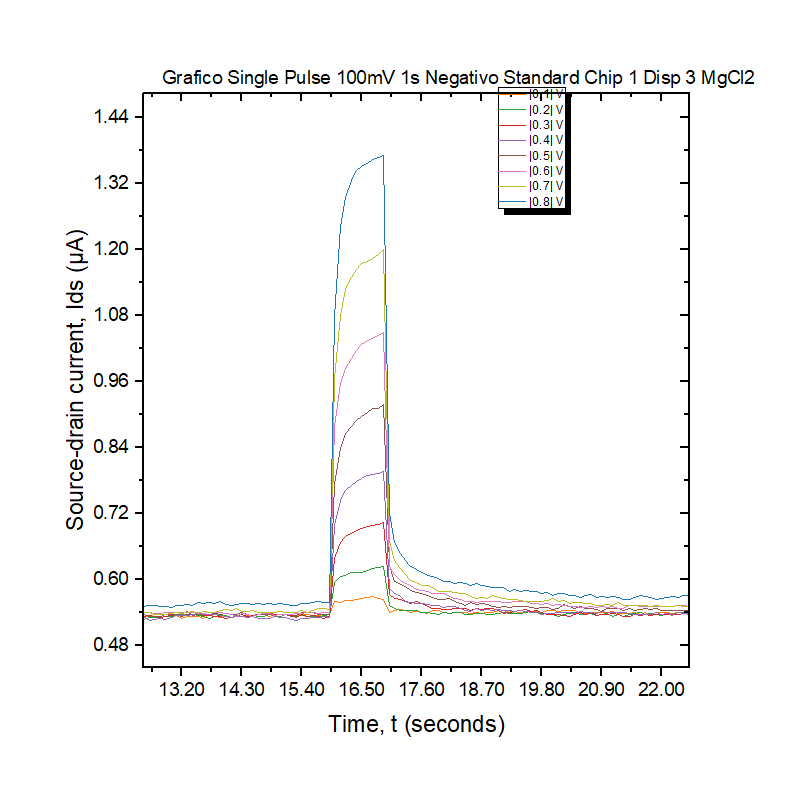 Grafico Single Pulse 100mV 1s Negativo Standard Chip 1 Disp 3 MgCl2
|0.1| V
|0.2| V
|0.3| V
|0.4| V
|0.5| V
|0.6| V
|0.7| V
|0.8| V
1.44
1.32
1.20
1.08
0.96
0.84
0.72
0.60
0.48
Source-drain current, Ids (μA)
13.20 14.30 15.40 16.50 17.60 18.70 19.80 20.90 22.00
Time, t (seconds)